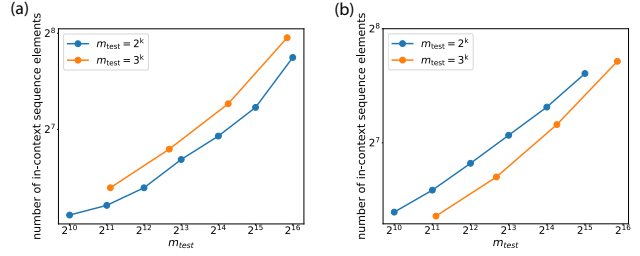 (a)
number of in-context sequence elements
2^8
2^7
m_test = 2^k
m_test = 3^k
2^10 2^11 2^12 2^13 2^14 2^15 2^16
m_test
(b)
number of in-context sequence elements
2^8
2^7
m_test = 2^k
m_test = 3^k
2^10 2^11 2^12 2^13 2^14 2^15 2^16
m_test